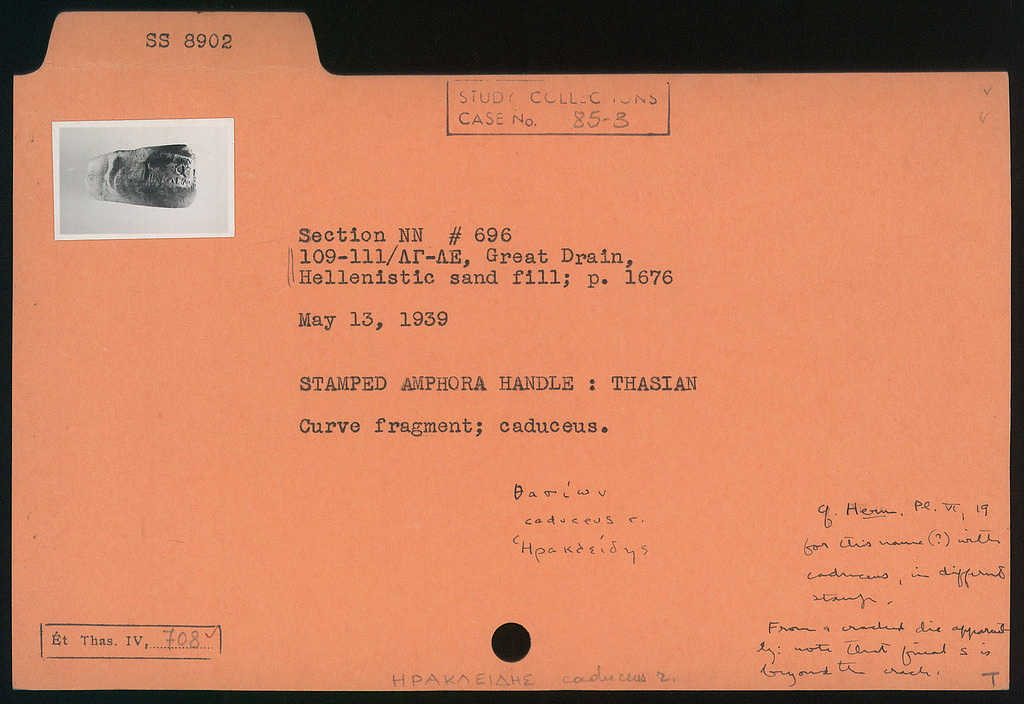 SS 8902
STUDY COLLECTIONS
CASE No. 85-3
Section NN # 696
109-111/ΛΓ-ΛΕ, Great Drain,
Hellenistic sand fill; p. 1676
May 13, 1939
STAMPED AMPHORA HANDLE : THASIAN
Curve fragment; caduceus.
Θασίων
caduceus r.
Ἡρακλείδης
cf. Herm. Pl. VI, 19
for this name (?) with
caduceus, in different
stamp.
From a cracked die apparent
ly: note that final s is
beyond the crack.
Ét Thas. IV, 708 ✓
ΗΡΑΚΛΕΙΔΗΣ caduceus r.
T